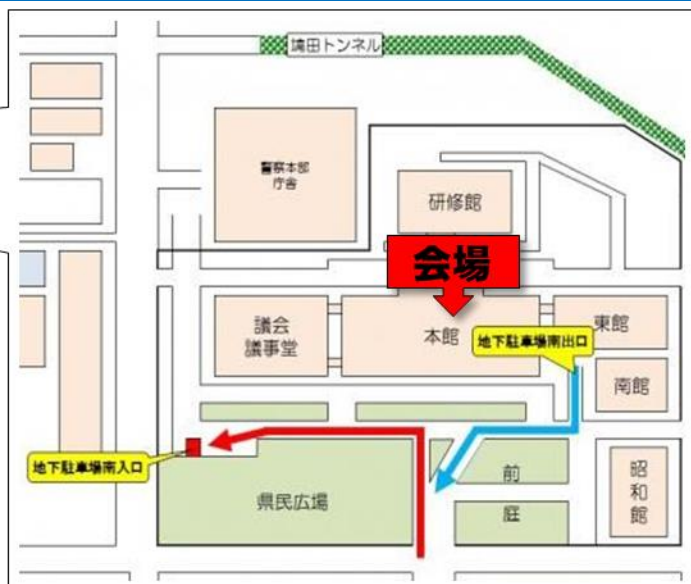 塙田トンネル
警察本部
庁舎
研修館
会場
議会
議事堂
本館
地下駐車場南出口
東館
南館
地下駐車場南入口
県民広場
前
庭
昭
和
館